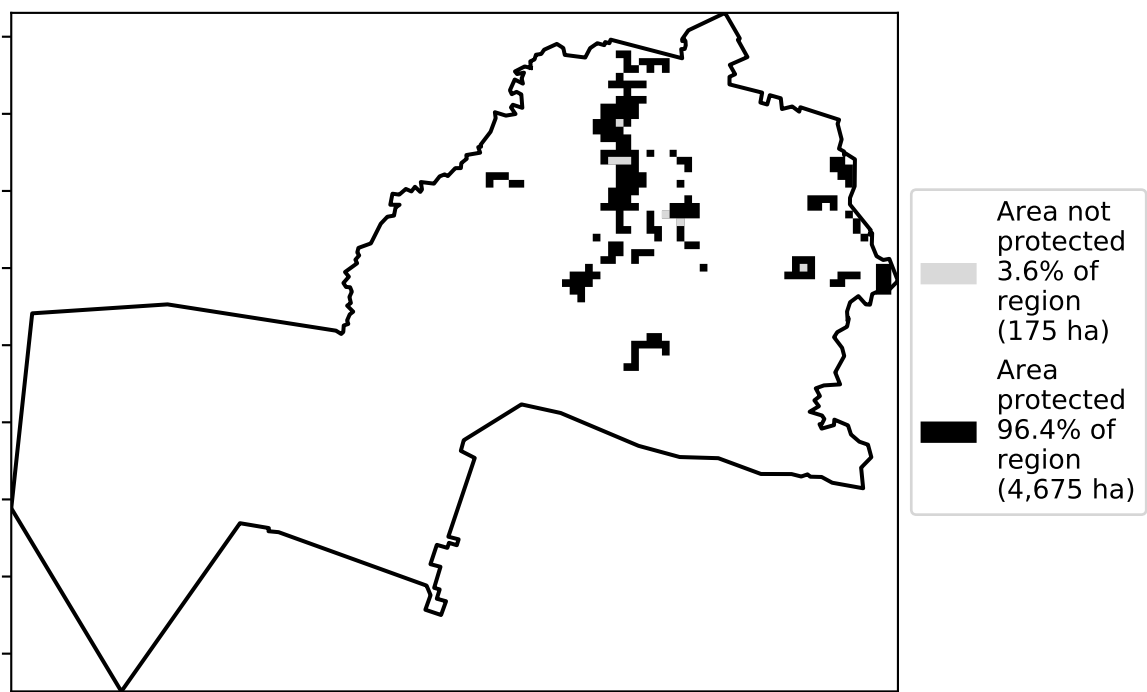 Area not
protected
3.6% of
region
(175 ha)
Area
protected
96.4% of
region
(4,675 ha)